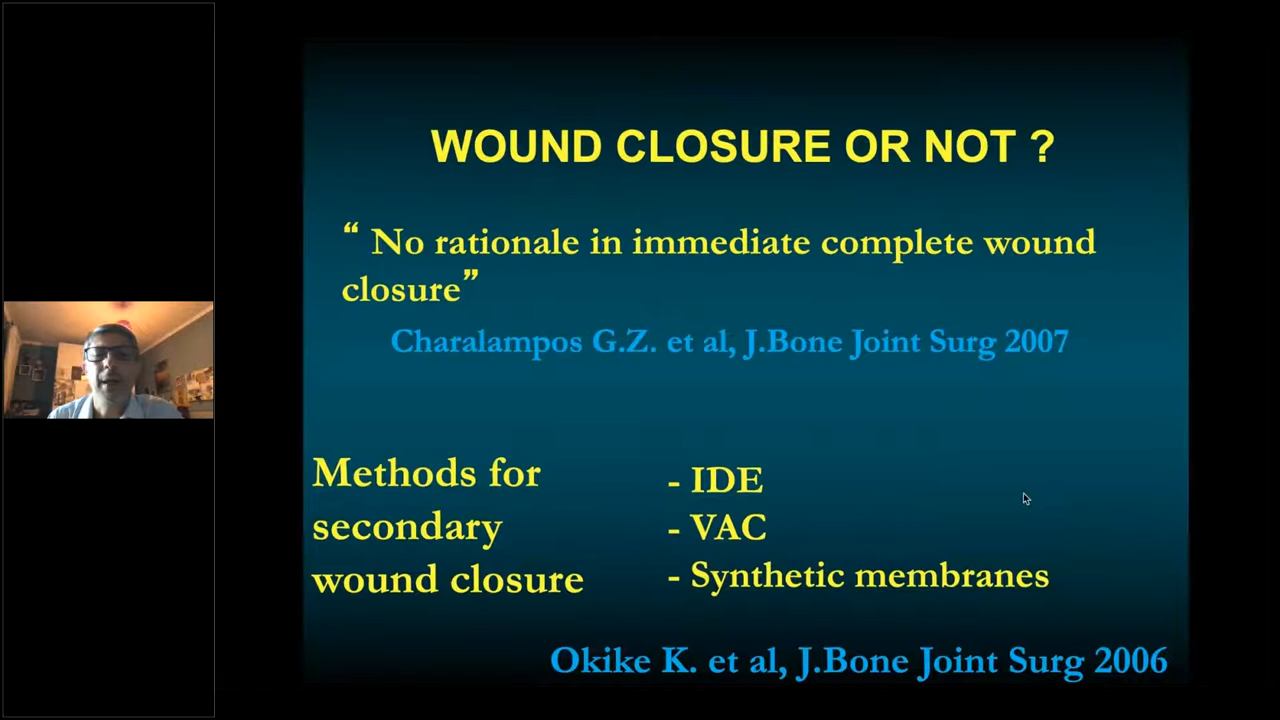 WOUND CLOSURE OR NOT ?
“ No rationale in immediate complete wound
closure”
Charalampos G.Z. et al, J.Bone Joint Surg 2007
Methods for
secondary
wound closure
- IDE
- VAC
- Synthetic membranes
Okike K. et al, J.Bone Joint Surg 2006